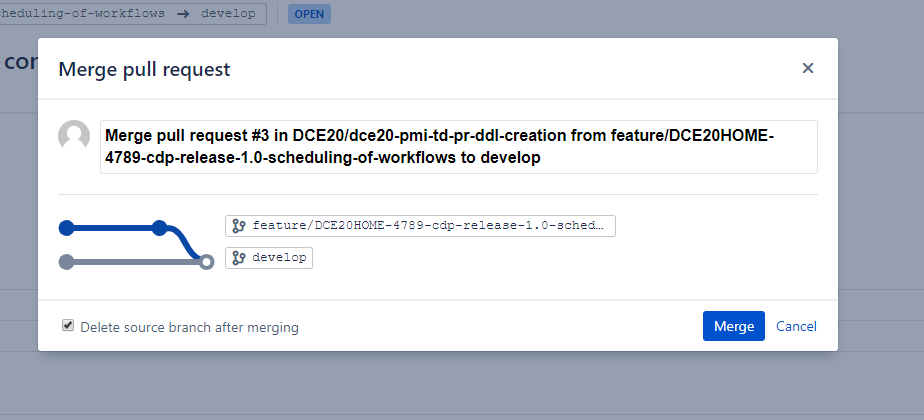 heduling-of-workflows → develop OPEN
con
Merge pull request
Merge pull request #3 in DCE20/dce20-pmi-td-pr-ddl-creation from feature/DCE20HOME-
4789-cdp-release-1.0-scheduling-of-workflows to develop
feature/DCE20HOME-4789-cdp-release-1.0-sched…
develop
Delete source branch after merging
Merge Cancel